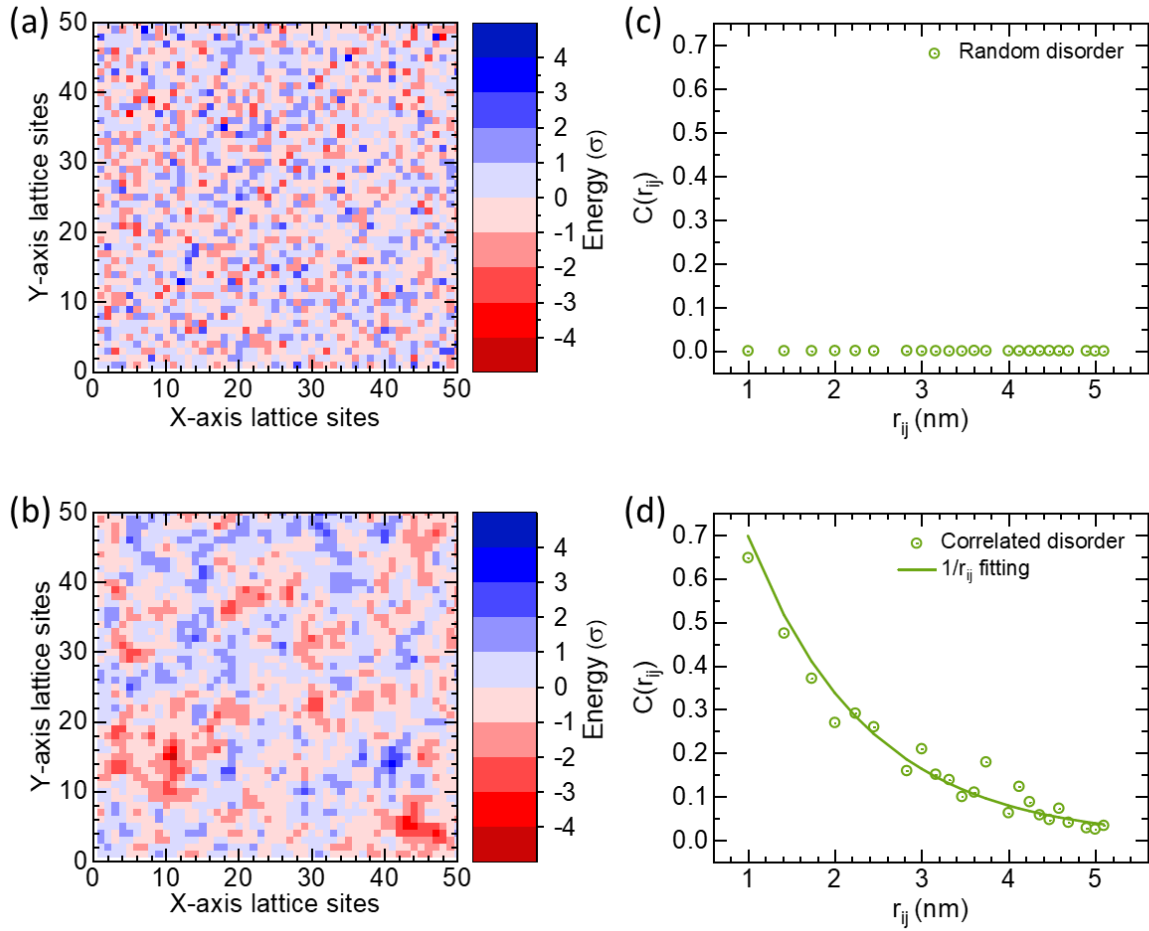 (a)
50
40
30
20
10
0
Y-axis lattice sites
0 10 20 30 40 50
X-axis lattice sites
4
3
2
1
0
-1
-2
-3
-4
Energy (σ)
(c)
0.7
0.6
0.5
0.4
0.3
0.2
0.1
0.0
C(r_ij)
Random disorder
1 2 3 4 5
r_ij (nm)
(b)
50
40
30
20
10
0
Y-axis lattice sites
0 10 20 30 40 50
X-axis lattice sites
4
3
2
1
0
-1
-2
-3
-4
Energy (σ)
(d)
0.7
0.6
0.5
0.4
0.3
0.2
0.1
0.0
C(r_ij)
Correlated disorder
1/r_ij fitting
1 2 3 4 5
r_ij (nm)